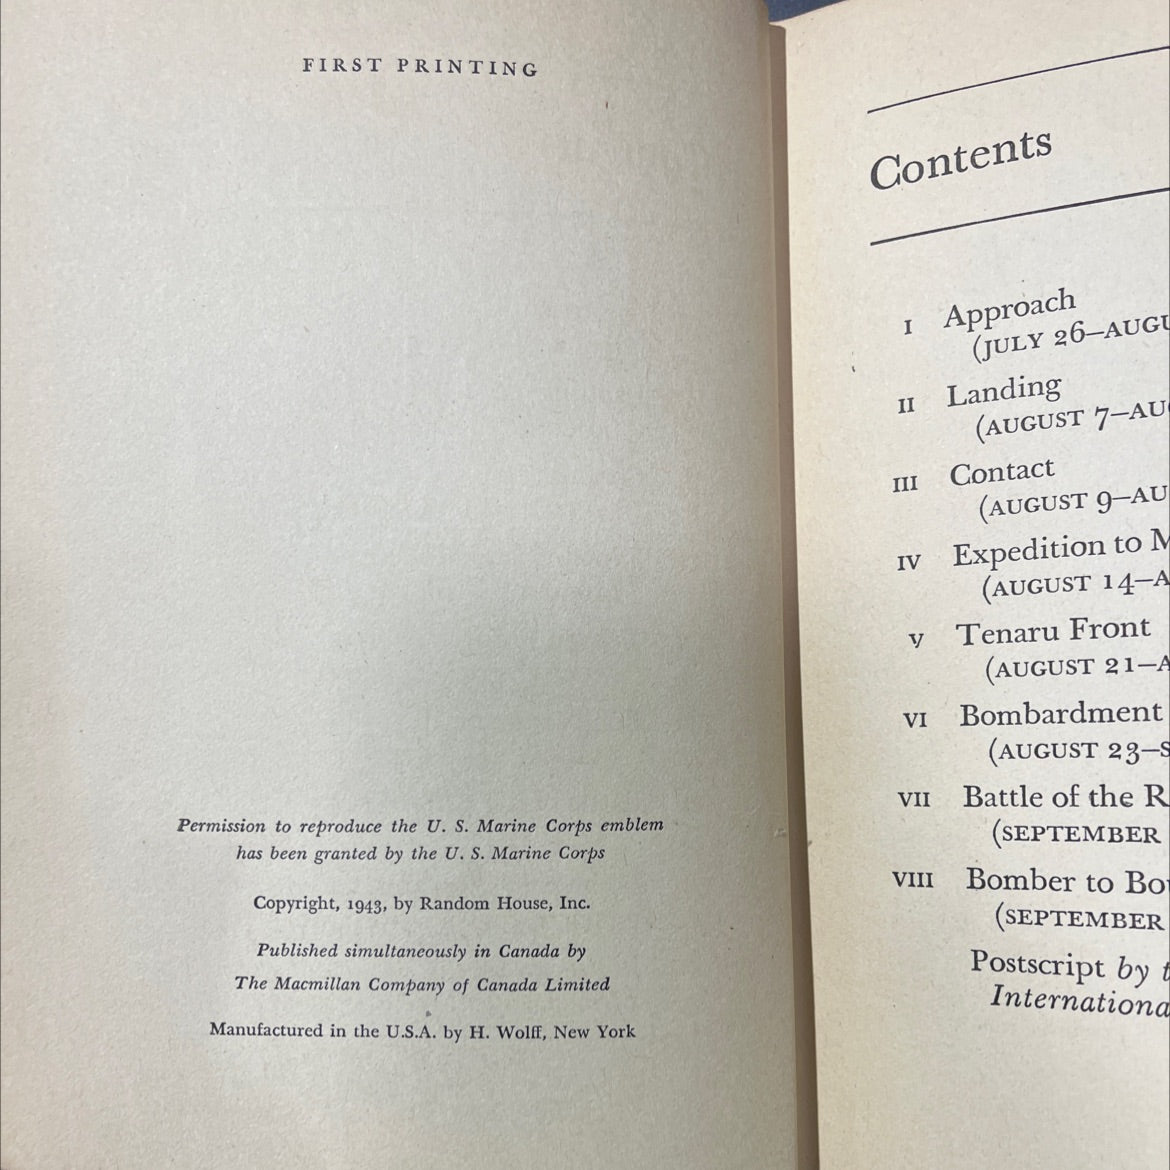 FIRST PRINTING
Permission to reproduce the U. S. Marine Corps emblem
has been granted by the U. S. Marine Corps
Copyright, 1943, by Random House, Inc.
Published simultaneously in Canada by
The Macmillan Company of Canada Limited
Manufactured in the U.S.A. by H. Wolff, New York
Contents
I Approach
(JULY 26–AUGU
II Landing
(AUGUST 7–AU
III Contact
(AUGUST 9–AU
IV Expedition to M
(AUGUST 14–A
V Tenaru Front
(AUGUST 21–A
VI Bombardment
(AUGUST 23–S
VII Battle of the R
(SEPTEMBER
VIII Bomber to Bou
(SEPTEMBER
Postscript by t
Internationa